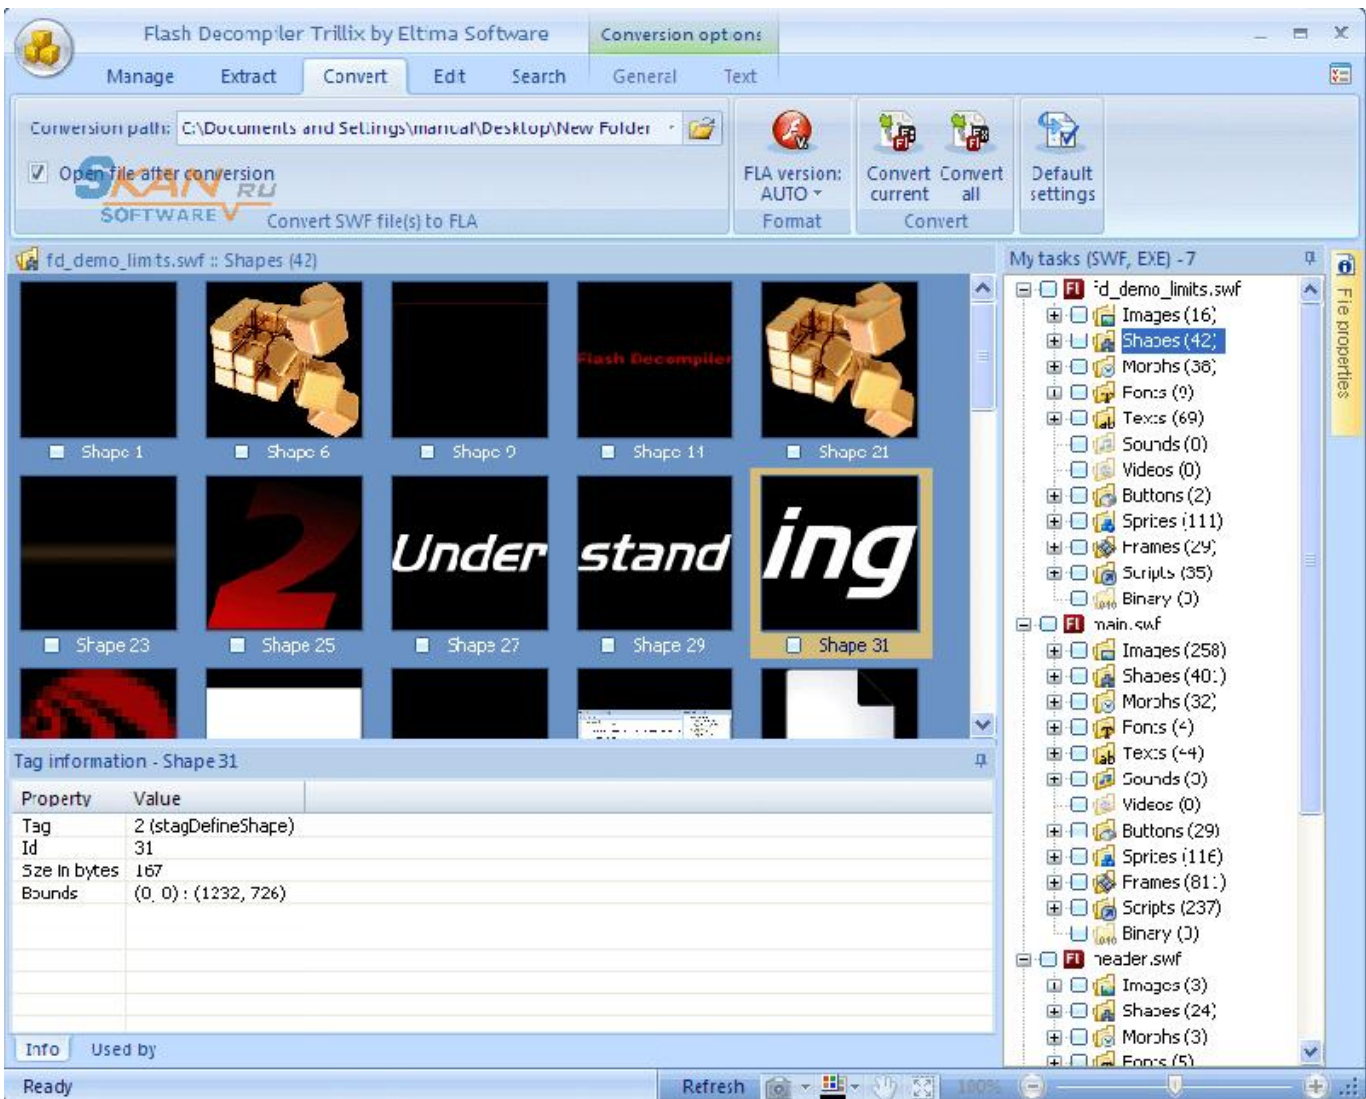 Flash Decompiler Trillix by Eltima Software
Conversion options
Manage
Extract
Convert
Edit
Search
General
Text
Conversion path:
C:\Documents and Settings\manual\Desktop\New Folder
Open file after conversion
SKAN RU
SOFTWARE
Convert SWF file(s) to FLA
FLA version:
AUTO
Format
Convert current
Convert all
Convert
Default settings
fd_demo_limits.swf :: Shapes (42)
Flash Decompiler
Shape 1
Shape 6
Shape 9
Shape 14
Shape 21
2
Under
stand
ing
Shape 23
Shape 25
Shape 27
Shape 29
Shape 31
Tag information - Shape 31
Property Value
Tag 2 (stagDefineShape)
Id 31
Size in bytes 167
Bounds (0, 0) : (1232, 726)
Info
Used by
My tasks (SWF, EXE) - 7
fd_demo_limits.swf
Images (16)
Shapes (42)
Morphs (38)
Fonts (9)
Texts (69)
Sounds (0)
Videos (0)
Buttons (2)
Sprites (111)
Frames (29)
Scripts (35)
Binary (0)
main.swf
Images (258)
Shapes (401)
Morphs (32)
Fonts (4)
Texts (44)
Sounds (0)
Videos (0)
Buttons (29)
Sprites (116)
Frames (811)
Scripts (237)
Binary (0)
header.swf
Images (3)
Shapes (24)
Morphs (3)
Fonts (5)
File properties
Ready
Refresh
100%